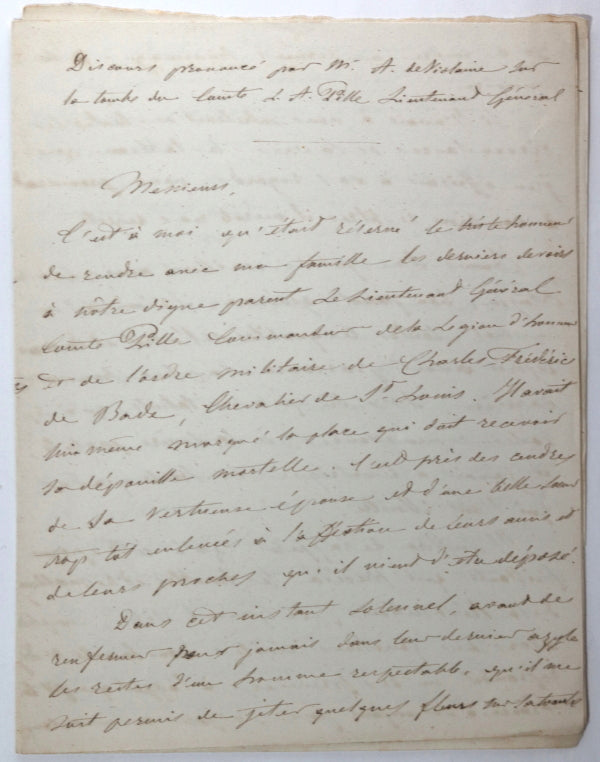 Discours prononcé par Mr. A. deViolaine sur
la tombe du Comte L. A. Pille Lieutenant Général
Messieurs,
C'est à moi qu'était réservé le triste honneur
de rendre avec ma famille les derniers devoirs
à nôtre digne parent Le Lieutenant Général
Comte Pille Commandeur de la Légion d'honneur
et de l'ordre militaire de Charles Frédéric
de Bade, Chevalier de St. Louis. Il avait
lui même marqué la place qui doit recevoir
sa dépouille mortelle. C'est près des cendres
de sa vertueuse épouse et d'une belle soeur
trop tôt enlevées à l'affection de leurs amis et
de leurs proches qu'il vient d'être déposé.
Dans cet instant solennel, avant de
renfermer pour jamais dans leur dernier azyle
les restes d'un homme respectable, qu'il me
soit permis de jeter quelques fleurs sur sa tombe